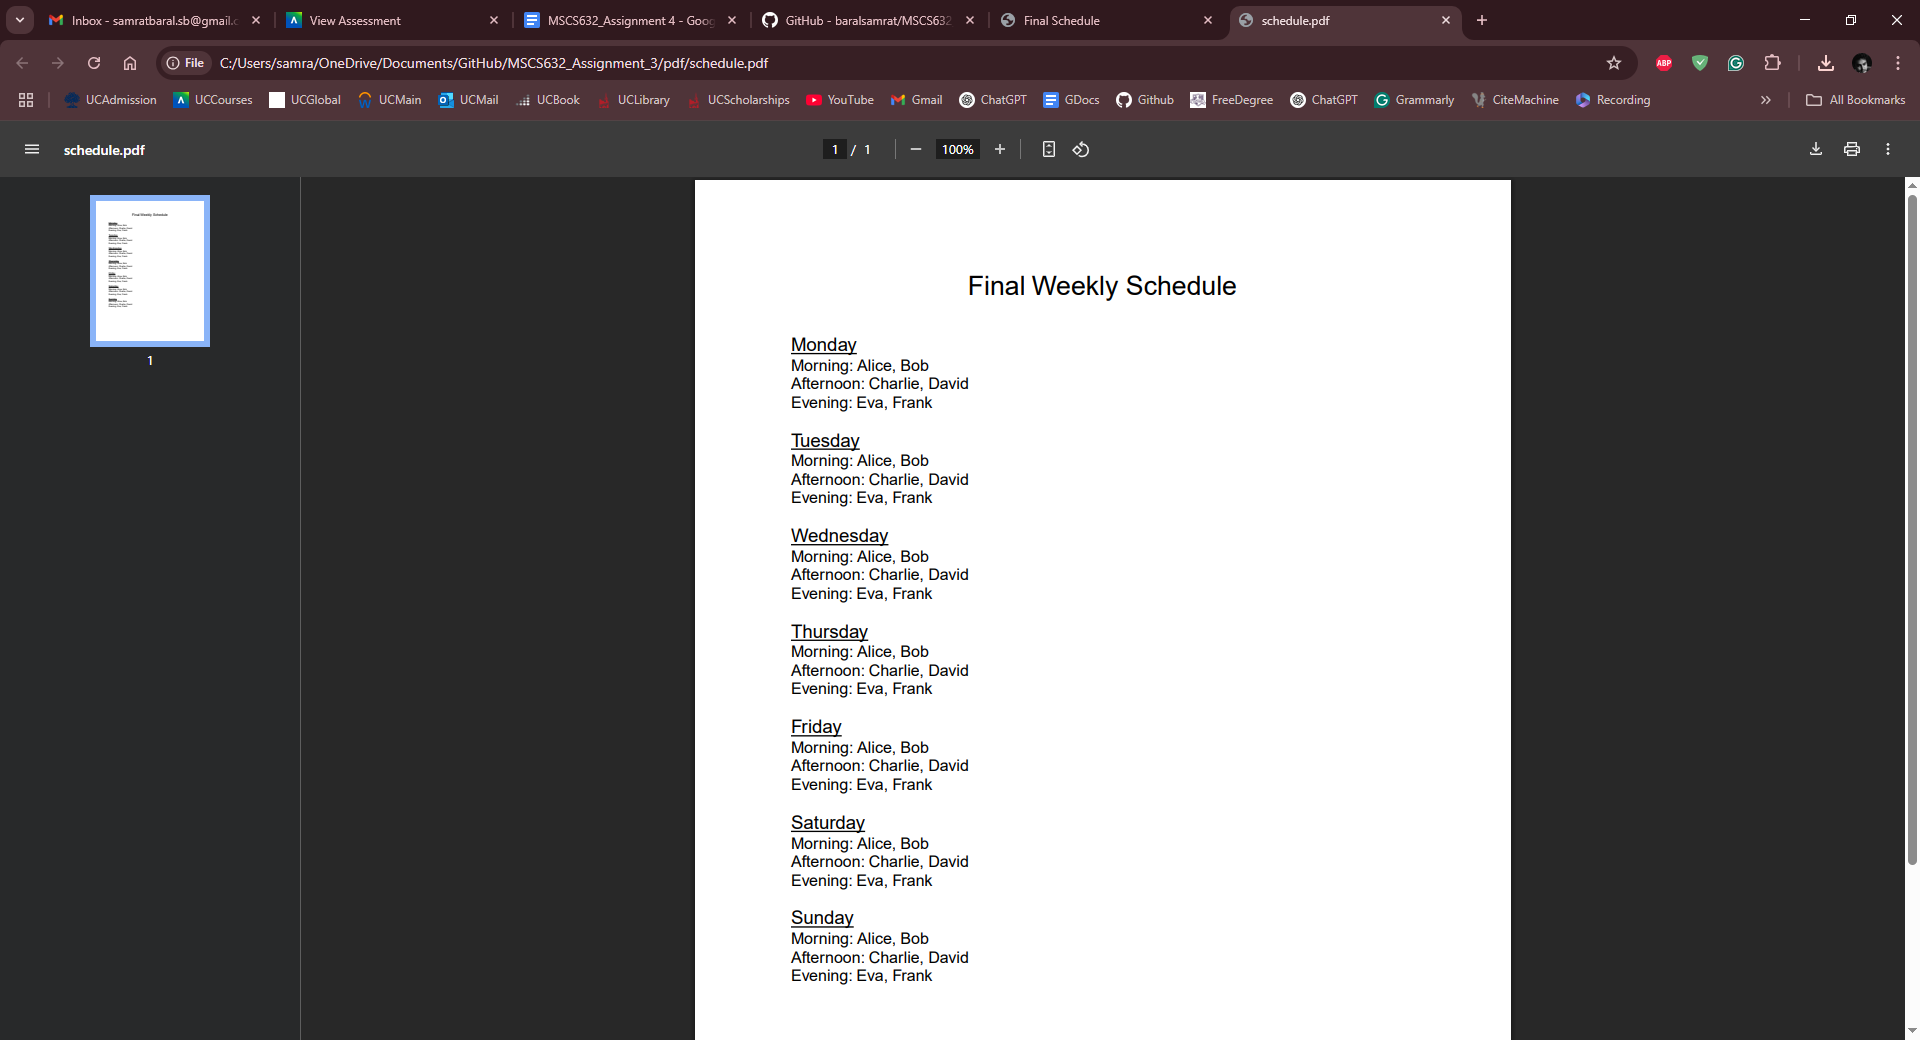 Inbox - samratbaral.sb@gmail.c
View Assessment
MSCS632_Assignment 4 - Goog
GitHub - baralsamrat/MSCS632
Final Schedule
schedule.pdf
File
C:/Users/samra/OneDrive/Documents/GitHub/MSCS632_Assignment_3/pdf/schedule.pdf
ABP
UCAdmission
UCCourses
UCGlobal
UCMain
UCMail
UCBook
UCLibrary
UCScholarships
YouTube
Gmail
ChatGPT
GDocs
Github
FreeDegree
ChatGPT
Grammarly
CiteMachine
Recording
All Bookmarks
schedule.pdf
1 / 1
100%
1
Final Weekly Schedule
Monday
Morning: Alice, Bob
Afternoon: Charlie, David
Evening: Eva, Frank
Tuesday
Morning: Alice, Bob
Afternoon: Charlie, David
Evening: Eva, Frank
Wednesday
Morning: Alice, Bob
Afternoon: Charlie, David
Evening: Eva, Frank
Thursday
Morning: Alice, Bob
Afternoon: Charlie, David
Evening: Eva, Frank
Friday
Morning: Alice, Bob
Afternoon: Charlie, David
Evening: Eva, Frank
Saturday
Morning: Alice, Bob
Afternoon: Charlie, David
Evening: Eva, Frank
Sunday
Morning: Alice, Bob
Afternoon: Charlie, David
Evening: Eva, Frank